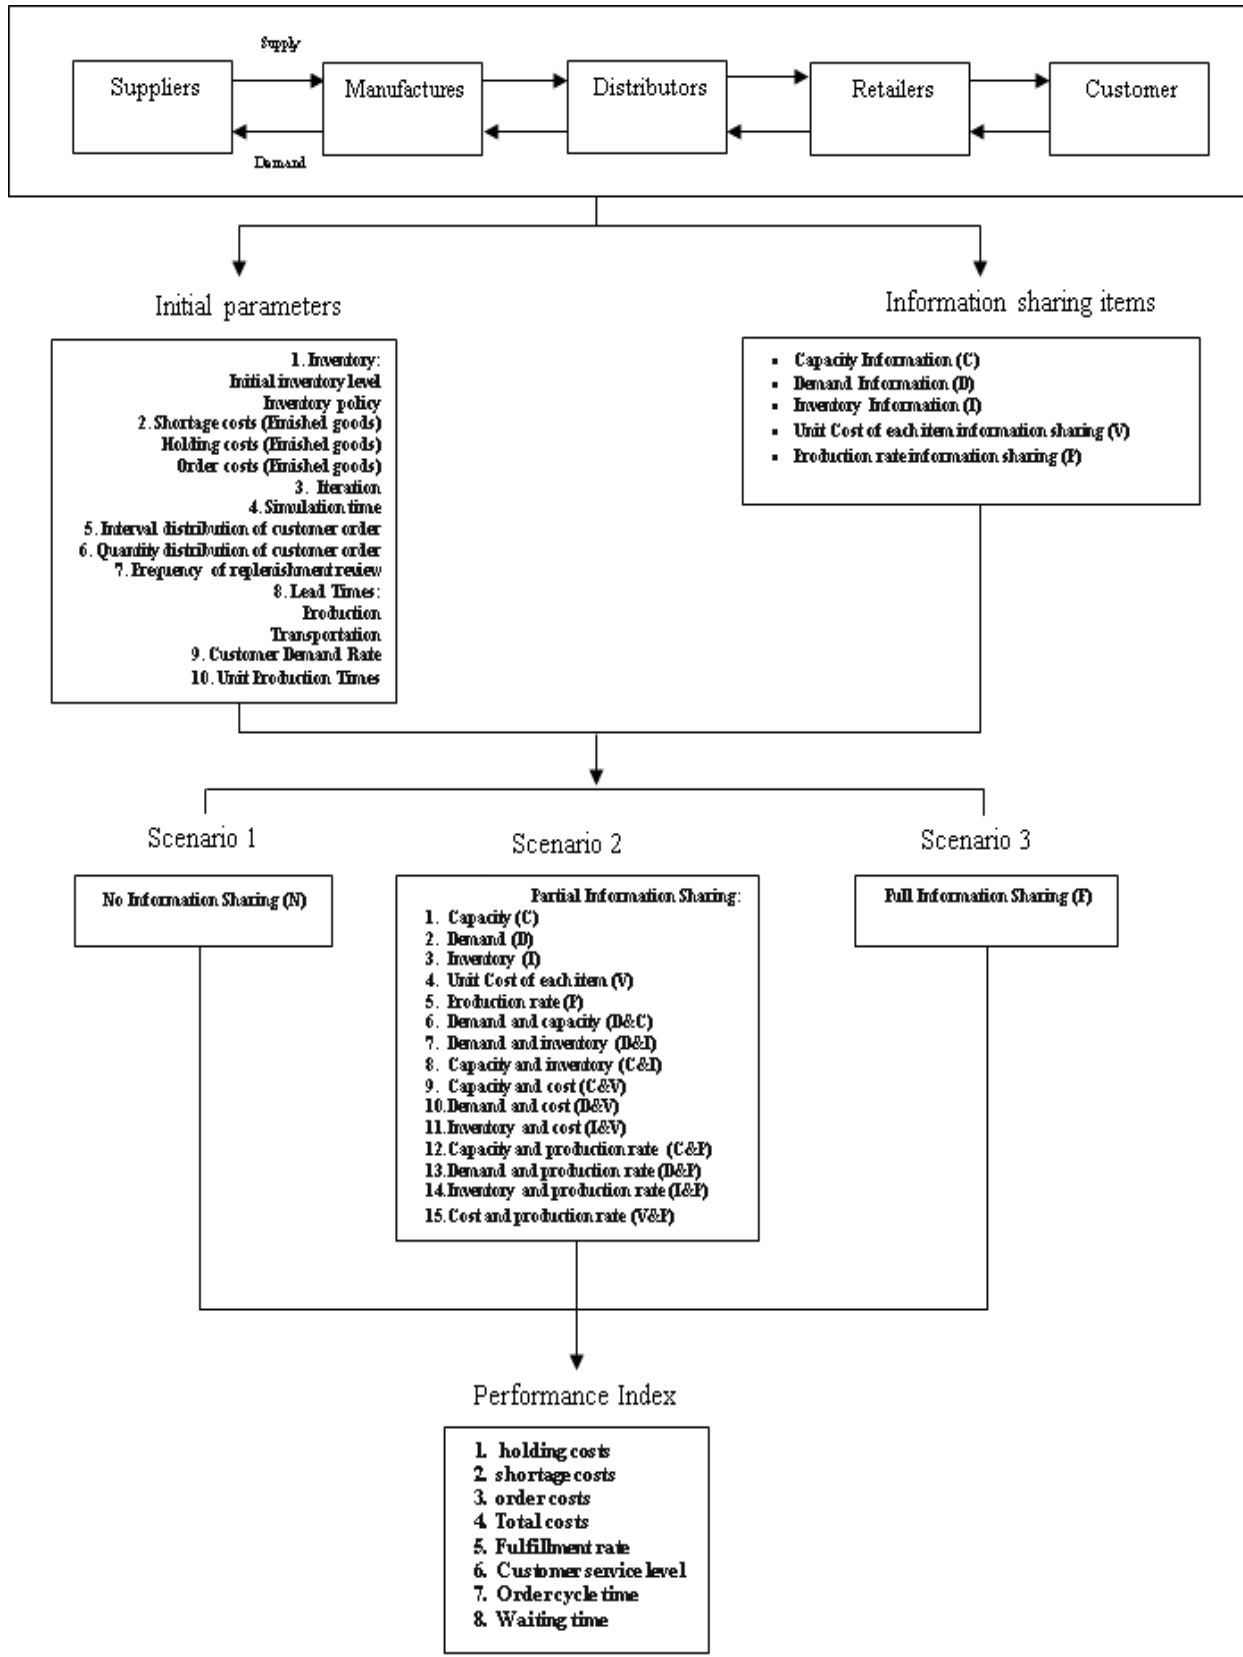 Supply
Suppliers
Manufactures
Distributors
Retailers
Customer
Demand
Initial parameters
1. Inventory:
Initial inventory level
Inventory policy
2. Shortage costs (Finished goods)
Holding costs (Finished goods)
Order costs (Finished goods)
3. Iteration
4. Simulation time
5. Interval distribution of customer order
6. Quantity distribution of customer order
7. Frequency of replenishment review
8. Lead Times:
Production
Transportation
9. Customer Demand Rate
10. Unit Production Times
Information sharing items
▪ Capacity Information (C)
▪ Demand Information (D)
▪ Inventory Information (I)
▪ Unit Cost of each item information sharing (V)
▪ Production rate information sharing (P)
Scenario 1
No Information Sharing (N)
Scenario 2
Partial Information Sharing:
1. Capacity (C)
2. Demand (D)
3. Inventory (I)
4. Unit Cost of each item (V)
5. Production rate (P)
6. Demand and capacity (D&C)
7. Demand and inventory (D&I)
8. Capacity and inventory (C&I)
9. Capacity and cost (C&V)
10. Demand and cost (D&V)
11. Inventory and cost (I&V)
12. Capacity and production rate (C&P)
13. Demand and production rate (D&P)
14. Inventory and production rate (I&P)
15. Cost and production rate (V&P)
Scenario 3
Full Information Sharing (F)
Performance Index
1. holding costs
2. shortage costs
3. order costs
4. Total costs
5. Fulfillment rate
6. Customer service level
7. Order cycle time
8. Waiting time